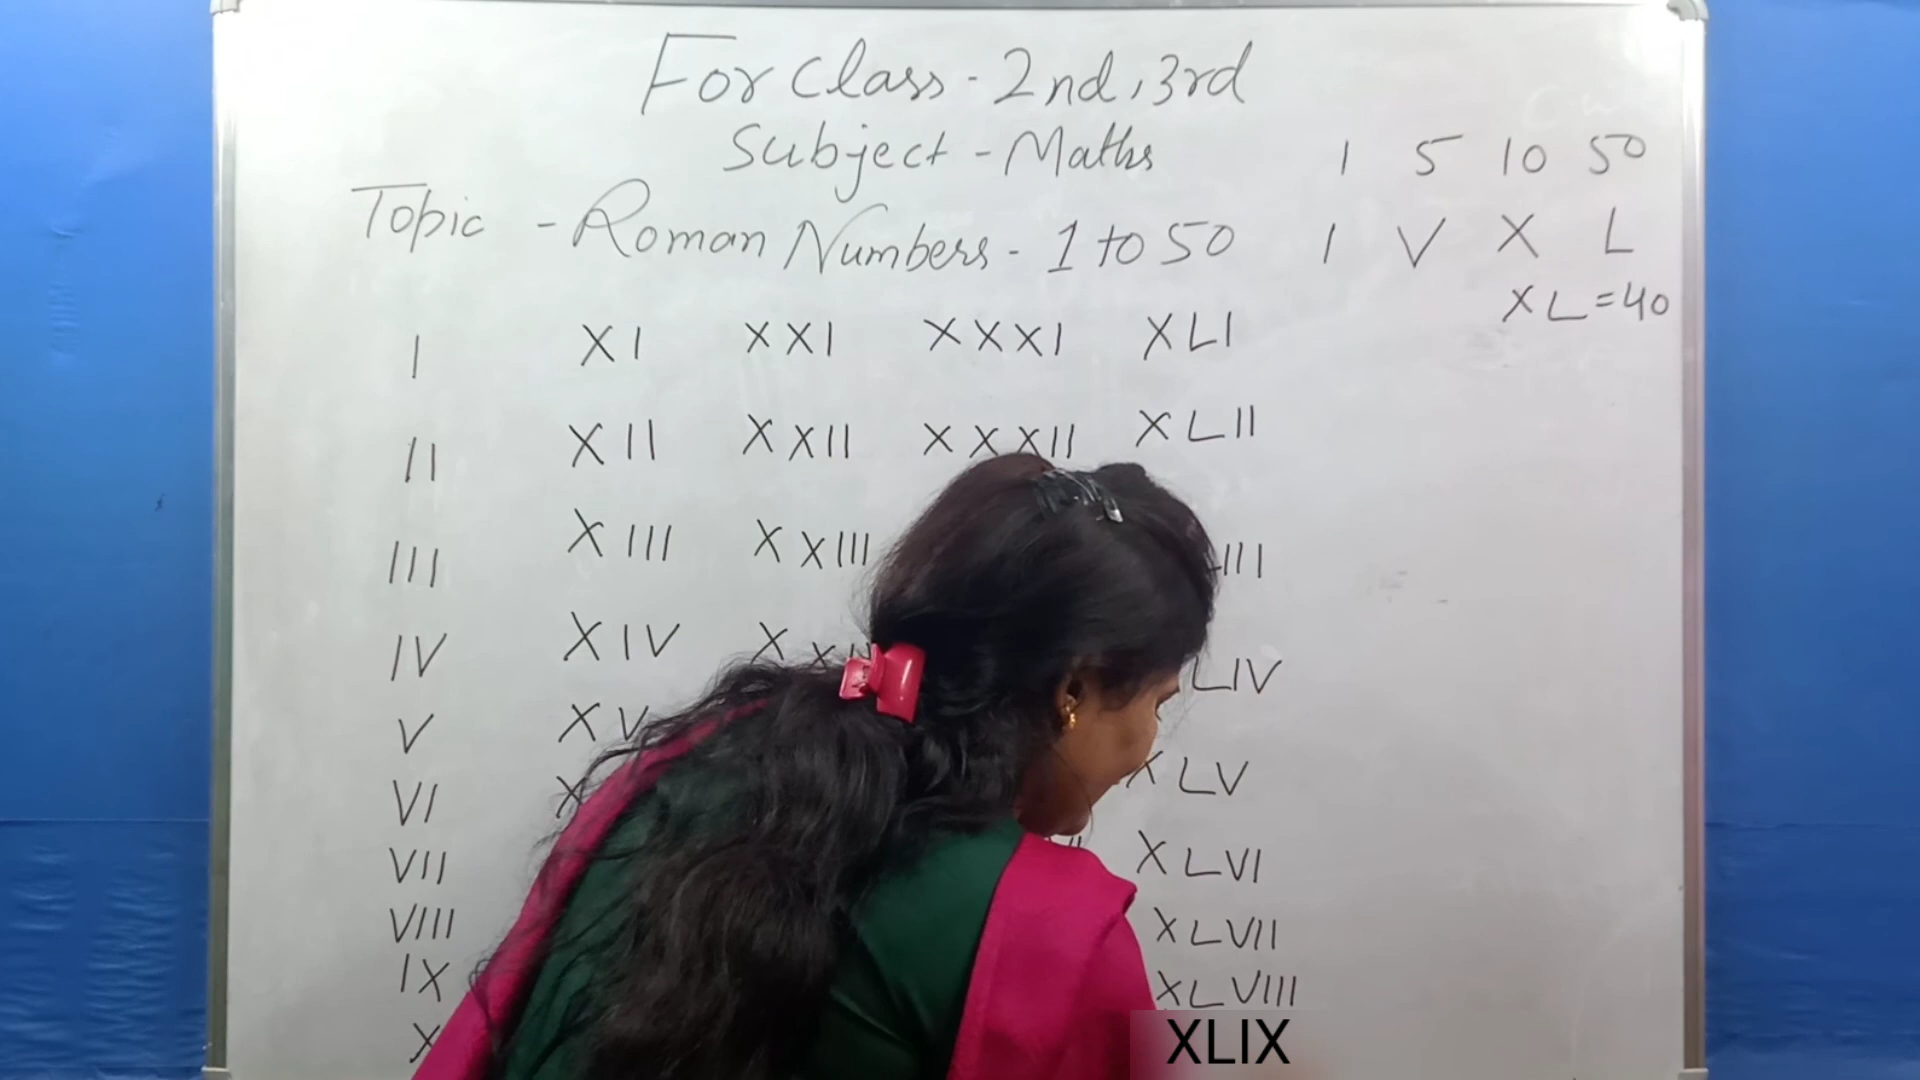 For Class - 2nd, 3rd
Subject - Maths
Topic - Roman Numbers - 1 to 50
1 5 10 50
I V X L
XL=40
I XI XXI XXXI XLI
II XII XXII XXXII XLII
III XIII XXIII III
IV XIV LIV
V XV XLV
VI X
VII XLVI
VIII XLVII
IX XLVIII
X XLIX